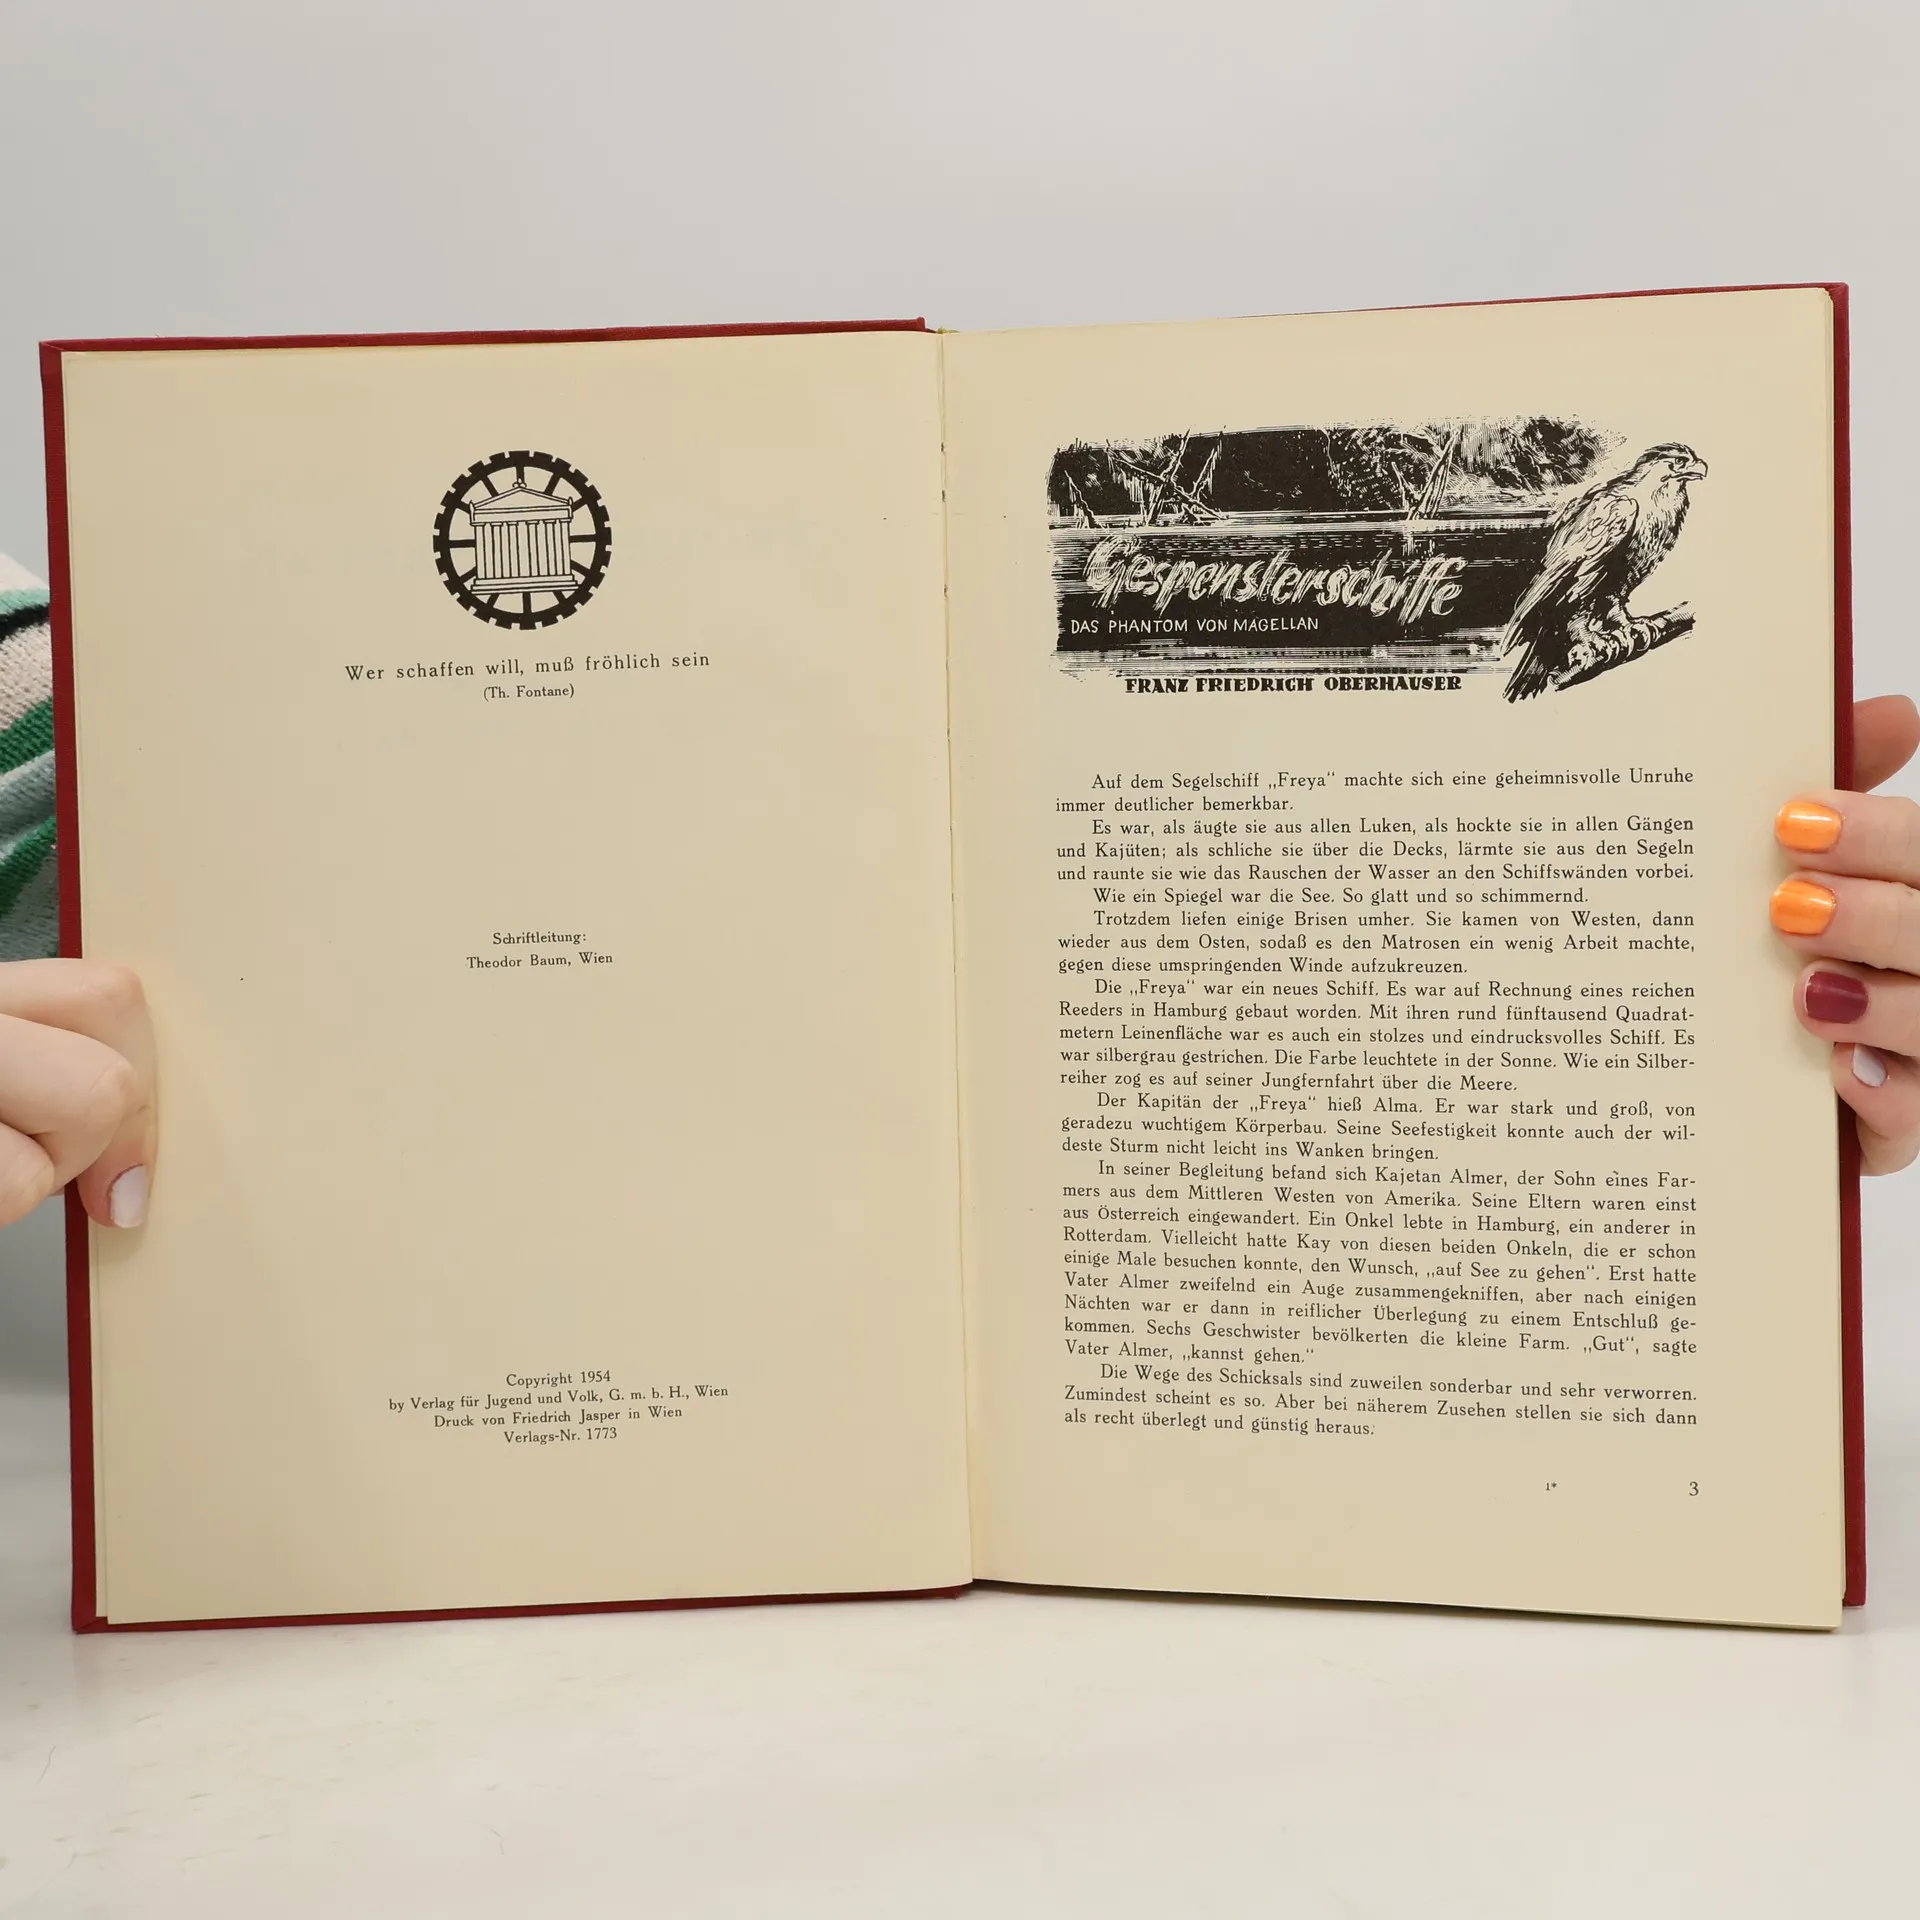 Wer schaffen will, muß fröhlich sein
(Th. Fontane)
Schriftleitung:
Theodor Baum, Wien
Copyright 1954
by Verlag für Jugend und Volk, G. m. b. H., Wien
Druck von Friedrich Jasper in Wien
Verlags-Nr. 1773
Gespensterschiffe
DAS PHANTOM VON MAGELLAN
FRANZ FRIEDRICH OBERHAUSER
Auf dem Segelschiff „Freya“ machte sich eine geheimnisvolle Unruhe
immer deutlicher bemerkbar.
Es war, als äugte sie aus allen Luken, als hockte sie in allen Gängen
und Kajüten; als schliche sie über die Decks, lärmte sie aus den Segeln
und raunte sie wie das Rauschen der Wasser an den Schiffswänden vorbei.
Wie ein Spiegel war die See. So glatt und so schimmernd.
Trotzdem liefen einige Brisen umher. Sie kamen von Westen, dann
wieder aus dem Osten, sodaß es den Matrosen ein wenig Arbeit machte,
gegen diese umspringenden Winde aufzukreuzen.
Die „Freya“ war ein neues Schiff. Es war auf Rechnung eines reichen
Reeders in Hamburg gebaut worden. Mit ihren rund fünftausend Quadrat-
metern Leinenfläche war es auch ein stolzes und eindrucksvolles Schiff. Es
war silbergrau gestrichen. Die Farbe leuchtete in der Sonne. Wie ein Silber-
reiher zog es auf seiner Jungfernfahrt über die Meere.
Der Kapitän der „Freya“ hieß Alma. Er war stark und groß, von
geradezu wuchtigem Körperbau. Seine Seefestigkeit konnte auch der wil-
deste Sturm nicht leicht ins Wanken bringen.
In seiner Begleitung befand sich Kajetan Almer, der Sohn eines Far-
mers aus dem Mittleren Westen von Amerika. Seine Eltern waren einst
aus Österreich eingewandert. Ein Onkel lebte in Hamburg, ein anderer in
Rotterdam. Vielleicht hatte Kay von diesen beiden Onkeln, die er schon
einige Male besuchen konnte, den Wunsch, „auf See zu gehen“. Erst hatte
Vater Almer zweifelnd ein Auge zusammengekniffen, aber nach einigen
Nächten war er dann in reiflicher Überlegung zu einem Entschluß ge-
kommen. Sechs Geschwister bevölkerten die kleine Farm. „Gut“, sagte
Vater Almer, „kannst gehen.“
Die Wege des Schicksals sind zuweilen sonderbar und sehr verworren.
Zumindest scheint es so. Aber bei näherem Zusehen stellen sie sich dann
als recht überlegt und günstig heraus.
1*
3